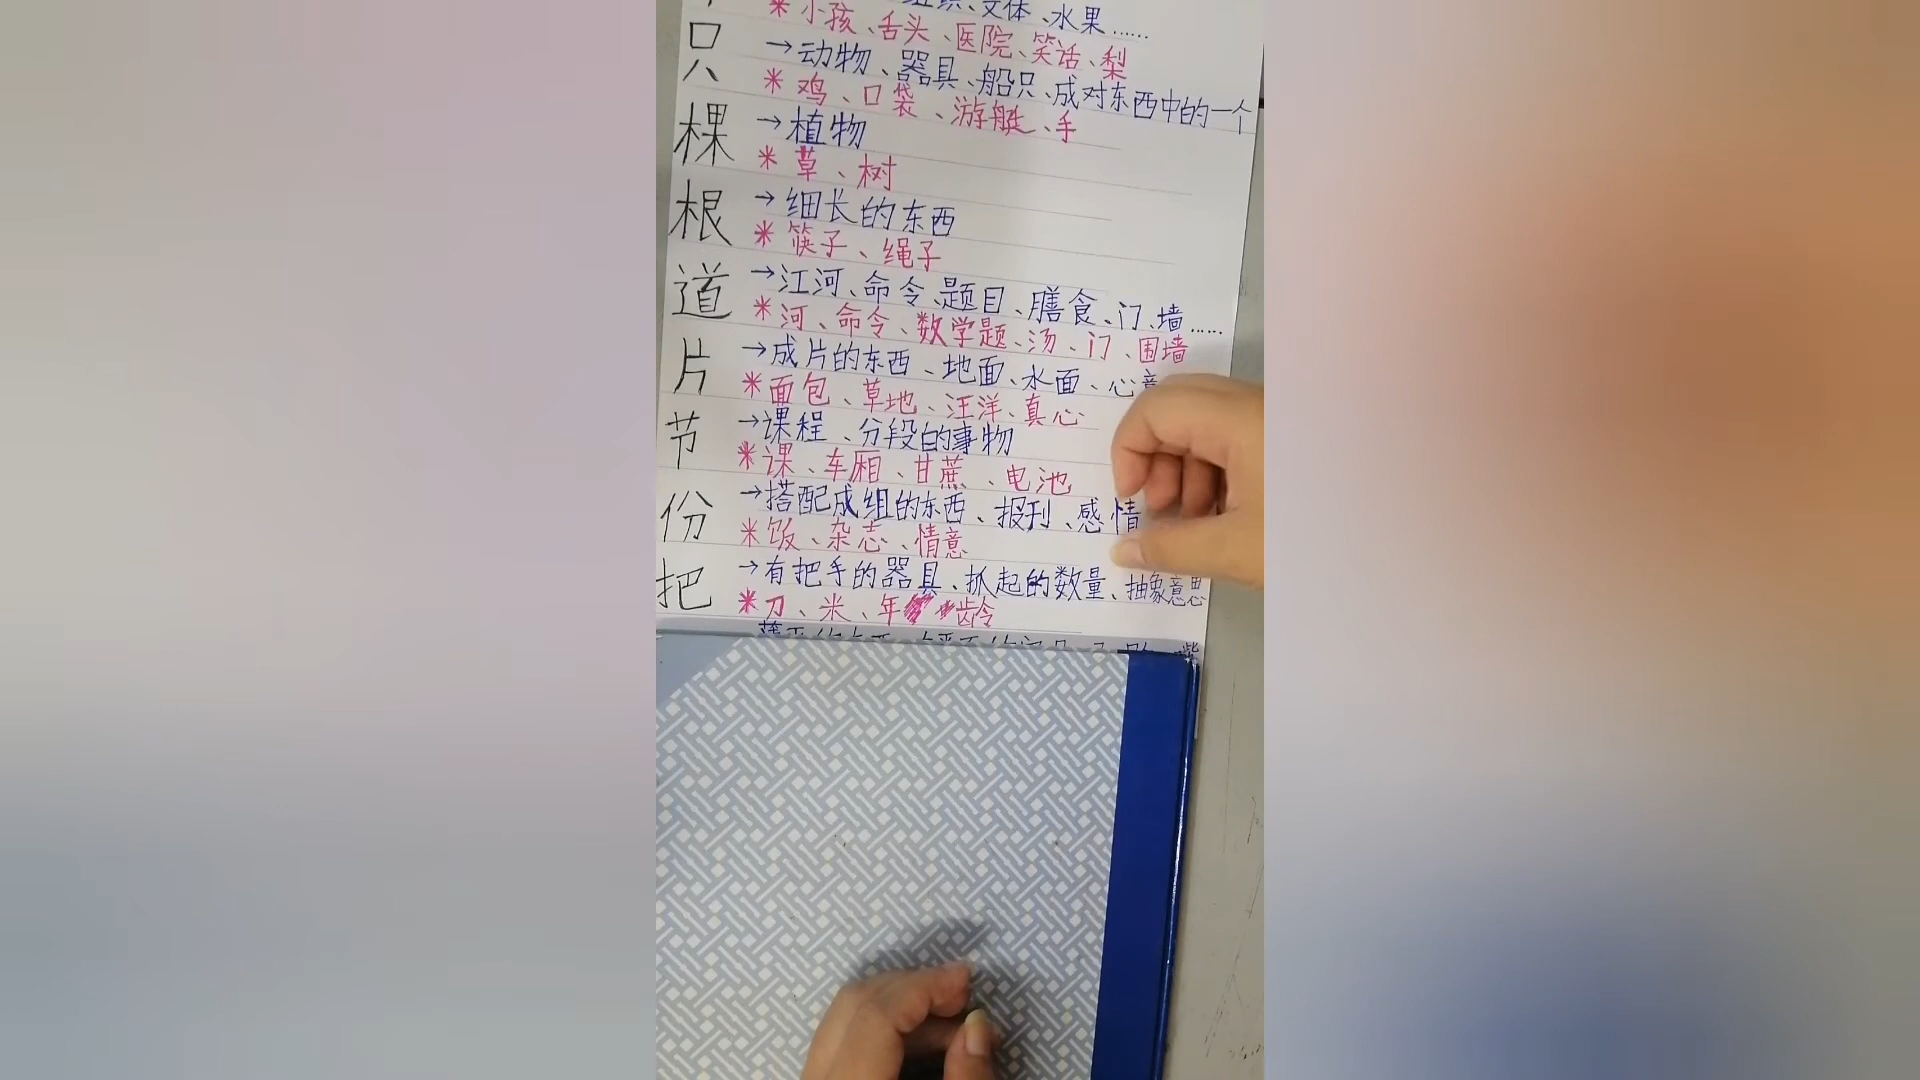 、文体、水果……
*小孩、舌头、医院、笑话、梨
只 →动物、器具、船只、成对东西中的一个
*鸡、口袋、游艇、手
棵 →植物
*草、树
根 →细长的东西
*筷子、绳子
道 →江河、命令、题目、膳食、门、墙……
*河、命令、数学题、汤、门、围墙
片 →成片的东西、地面、水面、心意
*面包、草地、汪洋、真心
节 →课程、分段的事物
*课、车厢、甘蔗、电池
份 →搭配成组的东西、报刊、感情
*饭、杂志、情意
把 →有把手的器具、抓起的数量、抽象意思
*刀、米、年龄